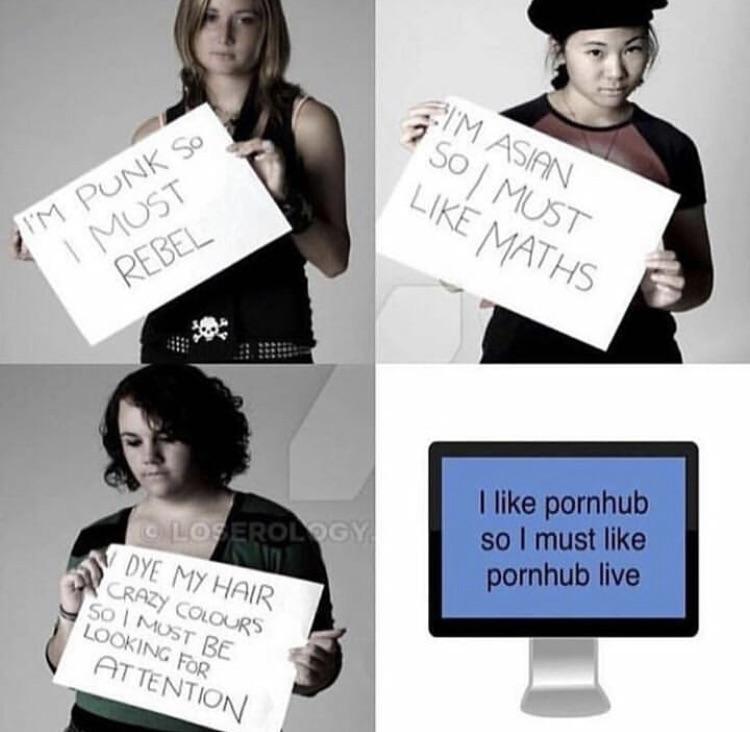 I'M PUNK SO
I MUST
REBEL
I'M ASIAN
SO I MUST
LIKE MATHS
© LOSEROLOGY.
I DYE MY HAIR
CRAZY COLOURS
SO I MUST BE
LOOKING FOR
ATTENTION
I like pornhub
so I must like
pornhub live